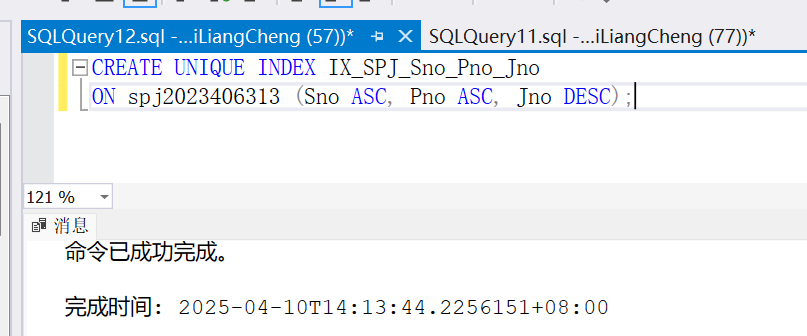 SQLQuery12.sql -...iLiangCheng (57))* SQLQuery11.sql -...iLiangCheng (77))*
CREATE UNIQUE INDEX IX_SPJ_Sno_Pno_Jno
ON spj2023406313 (Sno ASC, Pno ASC, Jno DESC);
121 %
消息
命令已成功完成。
完成时间: 2025-04-10T14:13:44.2256151+08:00